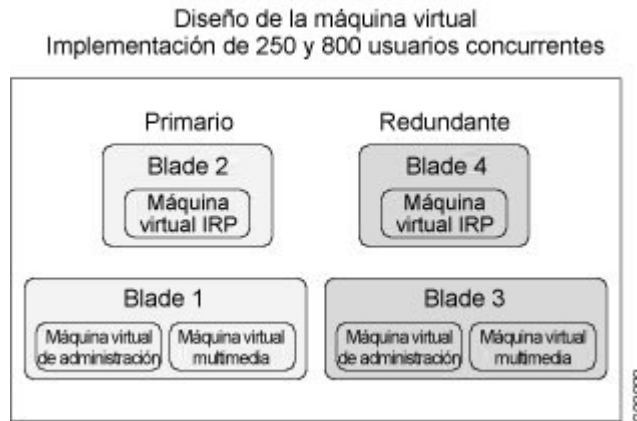 Diseño de la máquina virtual
Implementación de 250 y 800 usuarios concurrentes
Primario
Redundante
Blade 2
Máquina
virtual IRP
Blade 4
Máquina
virtual IRP
Blade 1
Máquina virtual
de administración
Máquina virtual
multimedia
Blade 3
Máquina virtual
de administración
Máquina virtual
multimedia